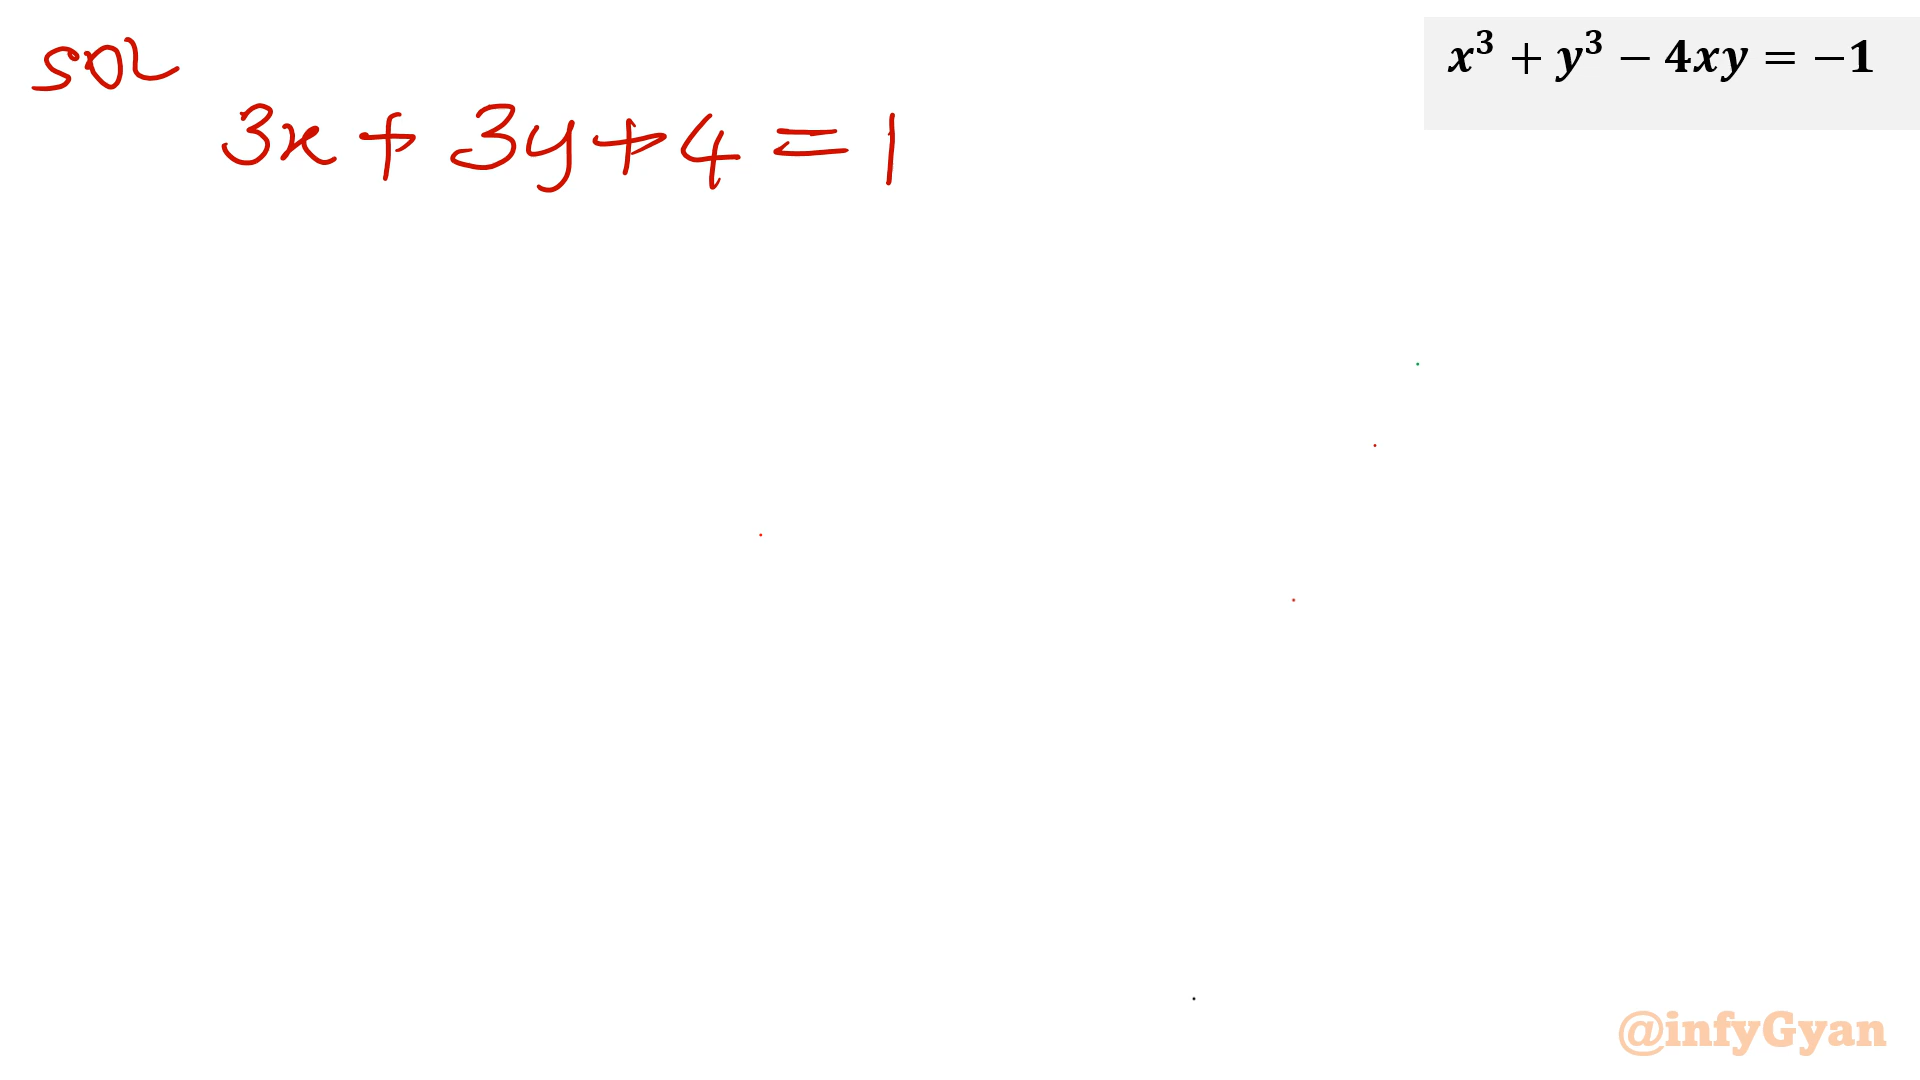 sol
x³ + y³ − 4xy = −1
3x + 3y + 4 = 1
@infyGyan